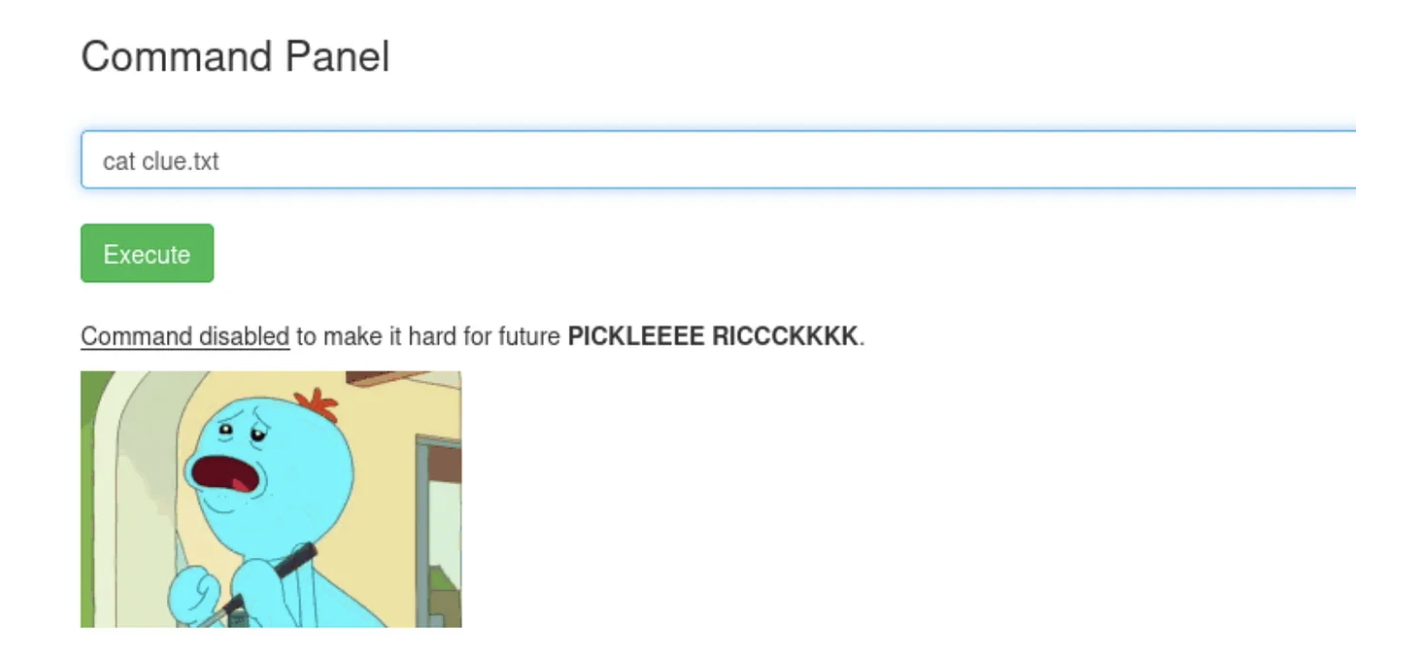 Command Panel
cat clue.txt
Execute
Command disabled to make it hard for future PICKLEEEE RICCCKKKK.